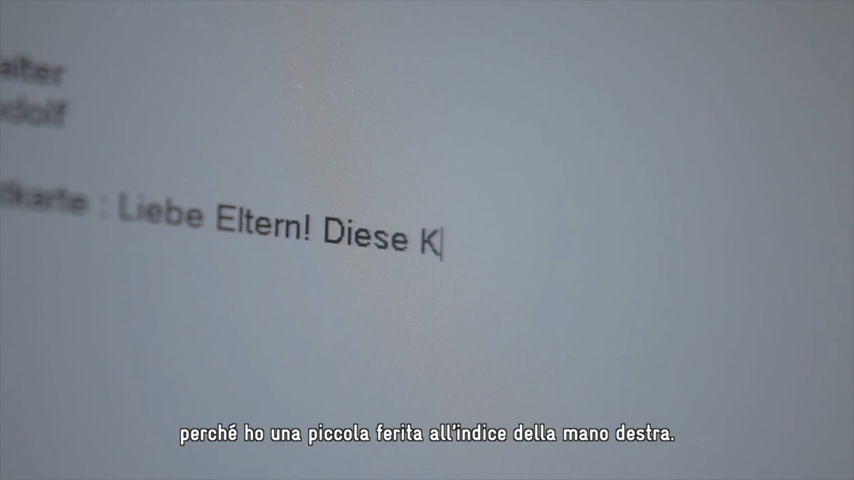 : Liebe Eltern! Diese K
perché ho una piccola ferita all'indice della mano destra.